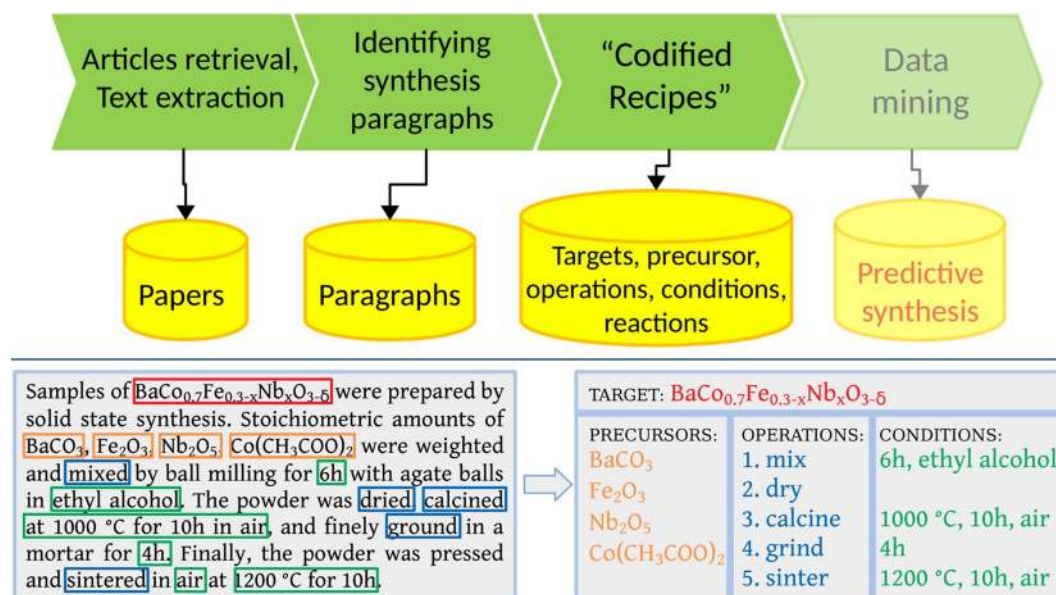 Articles retrieval,
Text extraction
Identifying
synthesis
paragraphs
“Codified
Recipes”
Data
mining
Papers
Paragraphs
Targets, precursor,
operations, conditions,
reactions
Predictive
synthesis
Samples of BaCo₀.₇Fe₀.₃₋ₓNbₓO₃₋δ were prepared by
solid state synthesis. Stoichiometric amounts of
BaCO₃, Fe₂O₃, Nb₂O₅, Co(CH₃COO)₂ were weighted
and mixed by ball milling for 6h with agate balls
in ethyl alcohol. The powder was dried calcined
at 1000 °C for 10h in air, and finely ground in a
mortar for 4h. Finally, the powder was pressed
and sintered in air at 1200 °C for 10h.
TARGET: BaCo₀.₇Fe₀.₃₋ₓNbₓO₃₋δ
PRECURSORS:
BaCO₃
Fe₂O₃
Nb₂O₅
Co(CH₃COO)₂
OPERATIONS:
1. mix
2. dry
3. calcine
4. grind
5. sinter
CONDITIONS:
6h, ethyl alcohol
1000 °C, 10h, air
4h
1200 °C, 10h, air